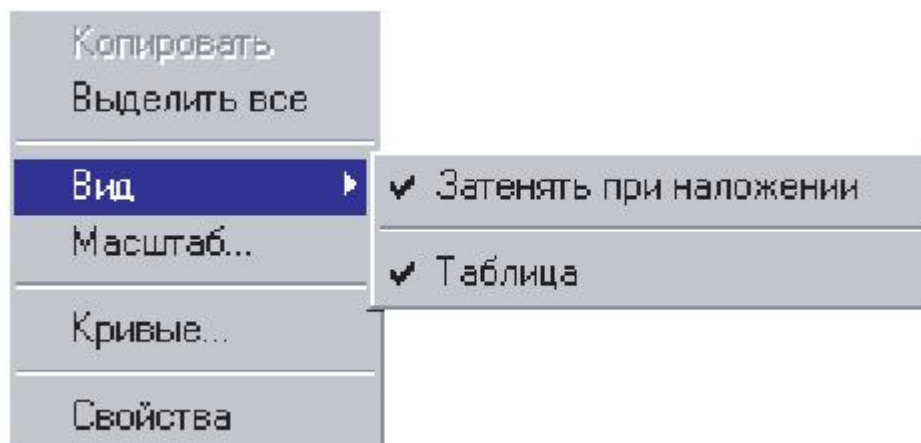 Копировать
Выделить все
Вид
Масштаб...
Кривые...
Свойства
Затенять при наложении
Таблица